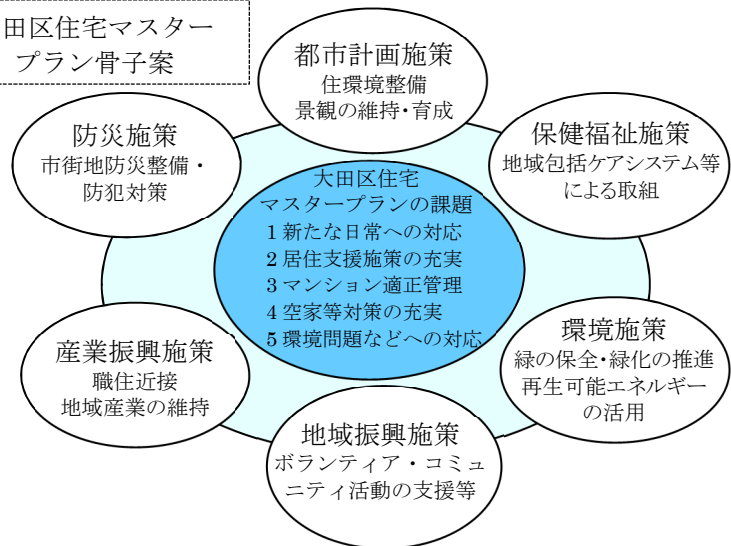 田区住宅マスター
プラン骨子案
都市計画施策
住環境整備
景観の維持・育成
防災施策
市街地防災整備・
防犯対策
保健福祉施策
地域包括ケアシステム等
による取組
大田区住宅
マスタープランの課題
1 新たな日常への対応
2 居住支援施策の充実
3 マンション適正管理
4 空家等対策の充実
5 環境問題などへの対応
産業振興施策
職住近接
地域産業の維持
環境施策
緑の保全・緑化の推進
再生可能エネルギー
の活用
地域振興施策
ボランティア・コミュ
ニティ活動の支援等